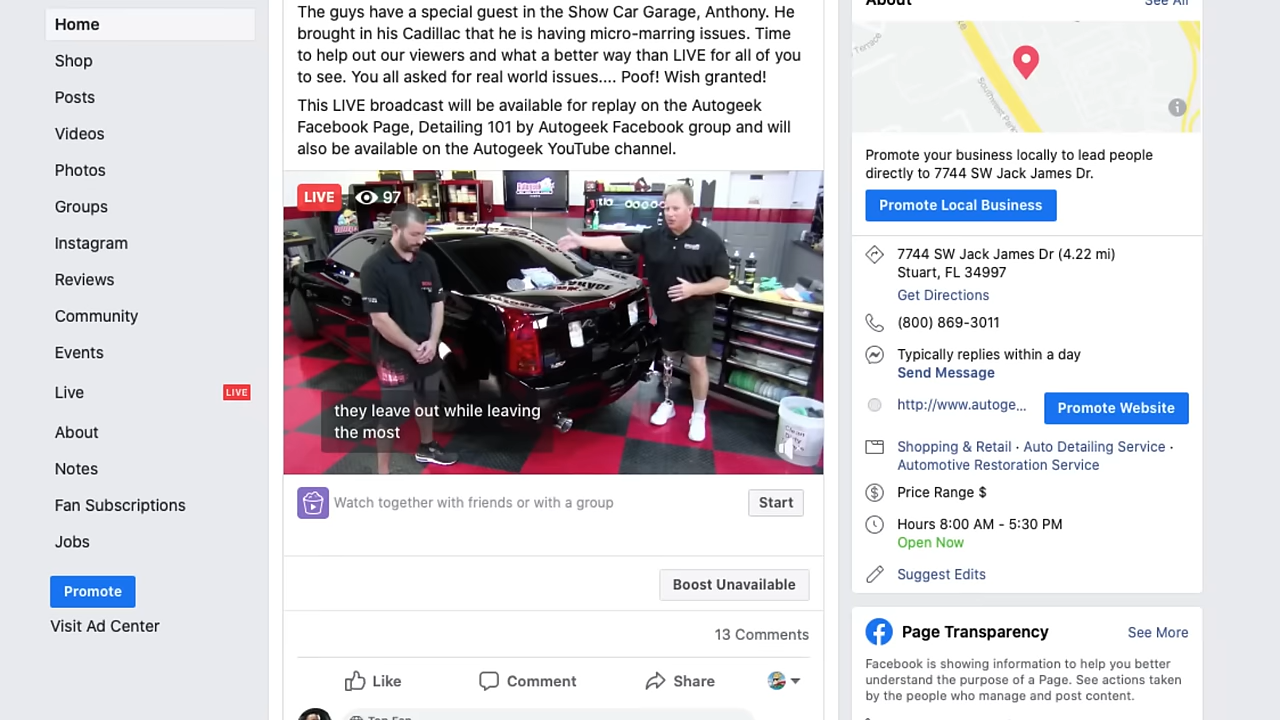 Home
Shop
Posts
Videos
Photos
Groups
Instagram
Reviews
Community
Events
Live
LIVE
About
Notes
Fan Subscriptions
Jobs
Promote
Visit Ad Center
The guys have a special guest in the Show Car Garage, Anthony. He
brought in his Cadillac that he is having micro-marring issues. Time
to help out our viewers and what a better way than LIVE for all of you
to see. You all asked for real world issues.... Poof! Wish granted!
This LIVE broadcast will be available for replay on the Autogeek
Facebook Page, Detailing 101 by Autogeek Facebook group and will
also be available on the Autogeek YouTube channel.
LIVE 97
they leave out while leaving
the most
Watch together with friends or with a group
Start
Boost Unavailable
13 Comments
Like
Comment
Share
Top Fan
About
See All
Southwest Park
Terrace
Promote your business locally to lead people
directly to 7744 SW Jack James Dr.
Promote Local Business
7744 SW Jack James Dr (4.22 mi)
Stuart, FL 34997
Get Directions
(800) 869-3011
Typically replies within a day
Send Message
http://www.autoge...
Promote Website
Shopping & Retail · Auto Detailing Service ·
Automotive Restoration Service
Price Range $
Hours 8:00 AM - 5:30 PM
Open Now
Suggest Edits
Page Transparency
See More
Facebook is showing information to help you better
understand the purpose of a Page. See actions taken
by the people who manage and post content.